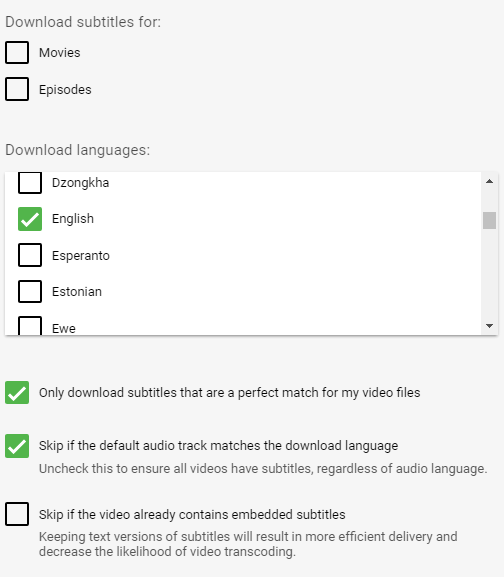 Download subtitles for:
Movies
Episodes
Download languages:
Dzongkha
English
Esperanto
Estonian
Ewe
Only download subtitles that are a perfect match for my video files
Skip if the default audio track matches the download language
Uncheck this to ensure all videos have subtitles, regardless of audio language.
Skip if the video already contains embedded subtitles
Keeping text versions of subtitles will result in more efficient delivery and
decrease the likelihood of video transcoding.